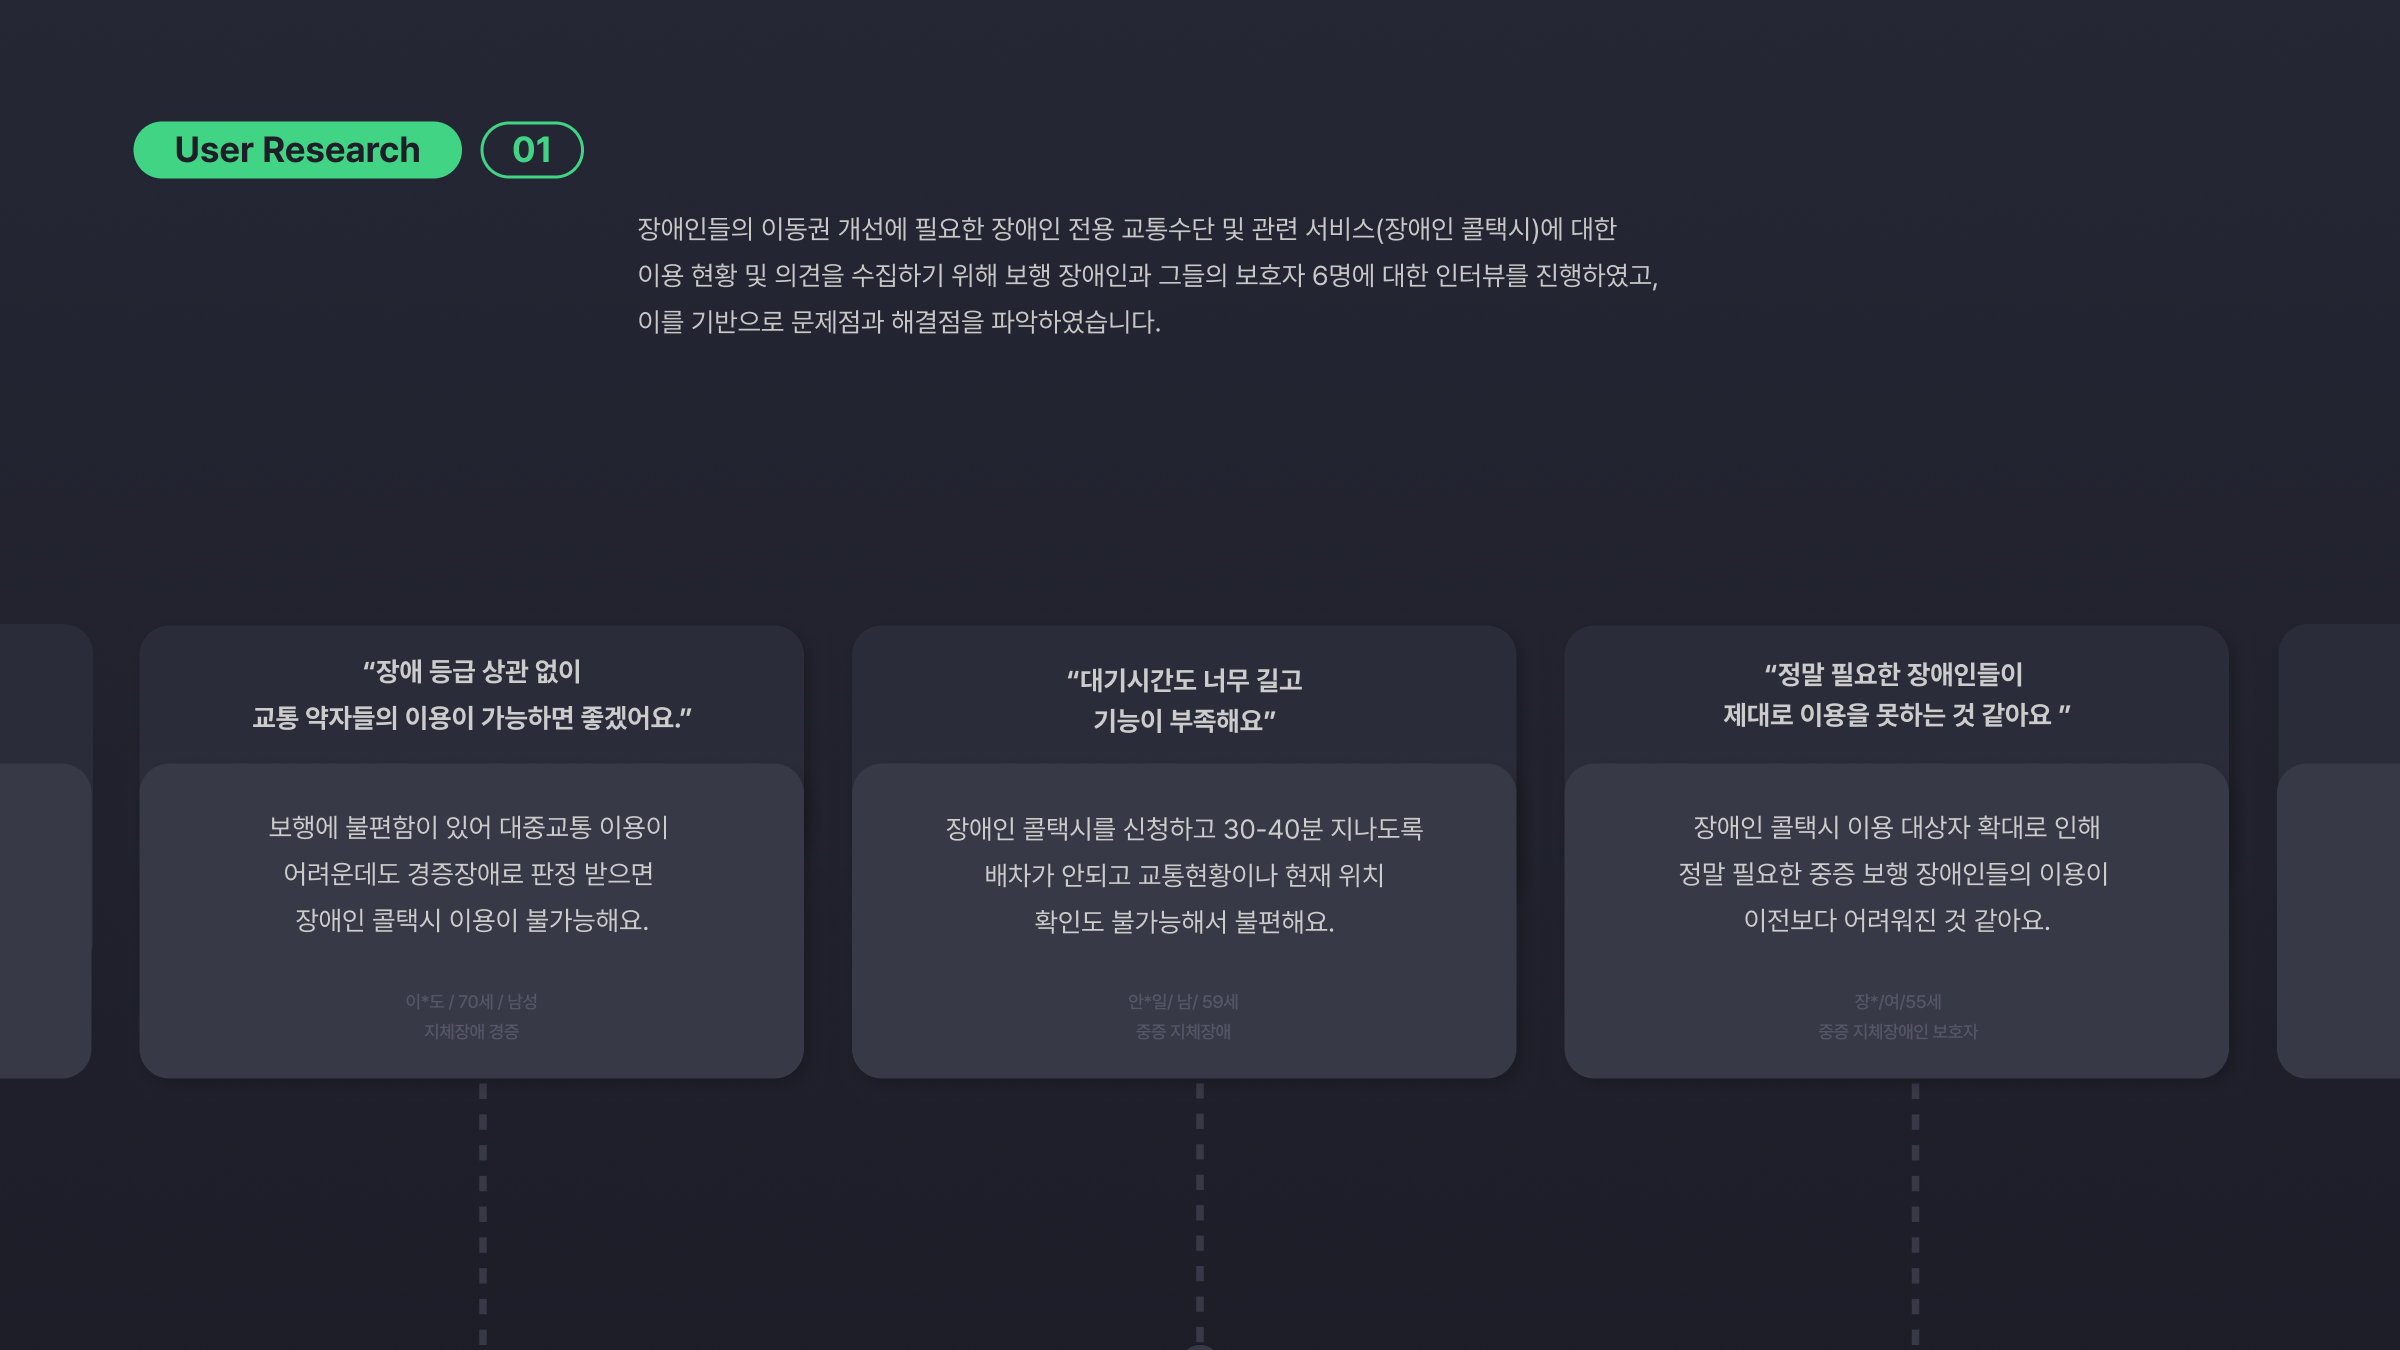 User Research 01
장애인들의 이동권 개선에 필요한 장애인 전용 교통수단 및 관련 서비스(장애인 콜택시)에 대한
이용 현황 및 의견을 수집하기 위해 보행 장애인과 그들의 보호자 6명에 대한 인터뷰를 진행하였고,
이를 기반으로 문제점과 해결점을 파악하였습니다.
“장애 등급 상관 없이
교통 약자들의 이용이 가능하면 좋겠어요.”
보행에 불편함이 있어 대중교통 이용이
어려운데도 경증장애로 판정 받으면
장애인 콜택시 이용이 불가능해요.
이*도 / 70세 / 남성
지체장애 경증
“대기시간도 너무 길고
기능이 부족해요”
장애인 콜택시를 신청하고 30-40분 지나도록
배차가 안되고 교통현황이나 현재 위치
확인도 불가능해서 불편해요.
안*일/ 남/ 59세
중증 지체장애
“정말 필요한 장애인들이
제대로 이용을 못하는 것 같아요 ”
장애인 콜택시 이용 대상자 확대로 인해
정말 필요한 중증 보행 장애인들의 이용이
이전보다 어려워진 것 같아요.
장*/여/55세
중증 지체장애인 보호자